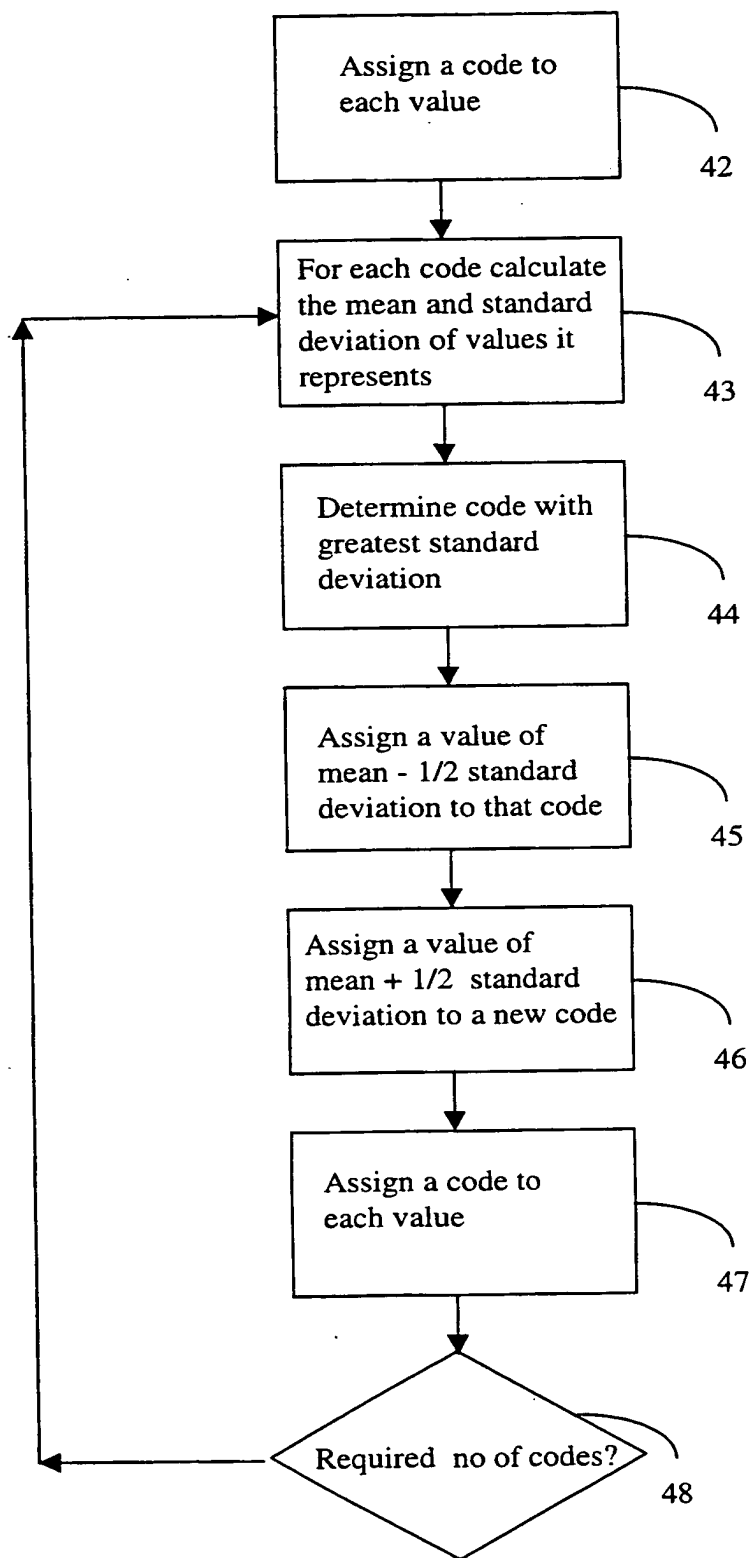 Assign a code to
each value
42
For each code calculate
the mean and standard
deviation of values it
represents
43
Determine code with
greatest standard
deviation
44
Assign a value of
mean - 1/2 standard
deviation to that code
45
Assign a value of
mean + 1/2 standard
deviation to a new code
46
Assign a code to
each value
47
Required no of codes?
48